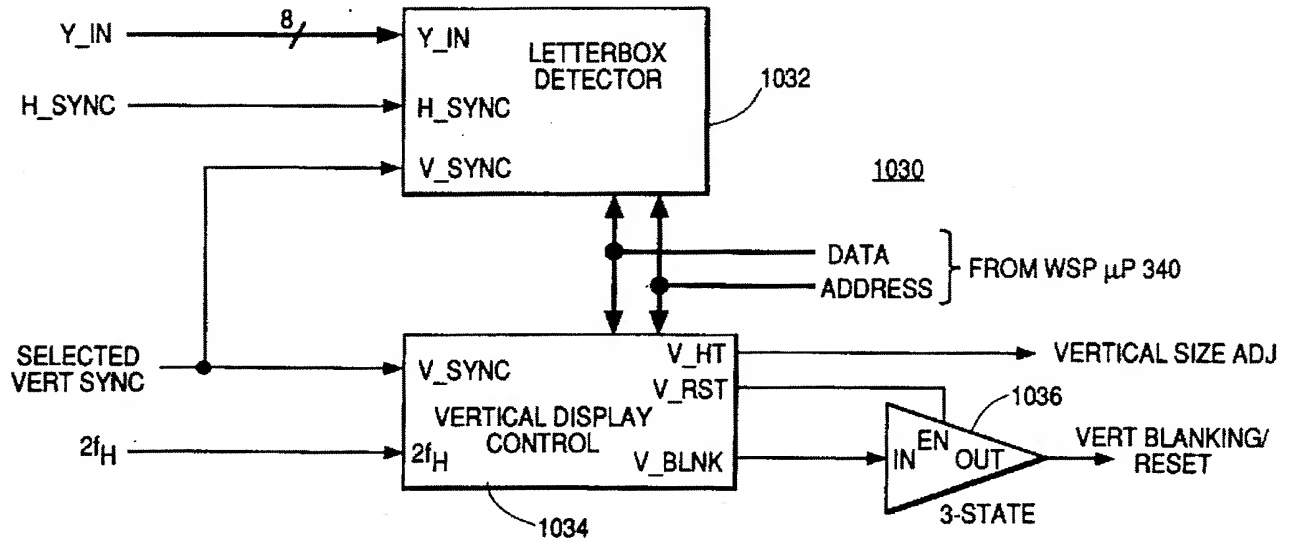 Y_IN
8
Y_IN
LETTERBOX
DETECTOR
1032
H_SYNC
H_SYNC
V_SYNC
1030
DATA
ADDRESS
FROM WSP μP 340
SELECTED
VERT SYNC
V_SYNC
V_HT
VERTICAL SIZE ADJ
V_RST
1036
VERTICAL DISPLAY
CONTROL
2fH
2fH
V_BLNK
IN
EN
OUT
VERT BLANKING/
RESET
3-STATE
1034